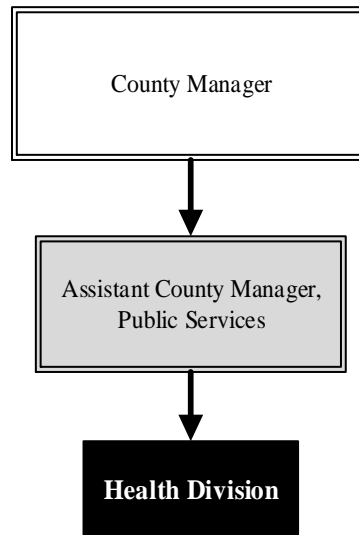 County Manager
Assistant County Manager,
Public Services
Health Division